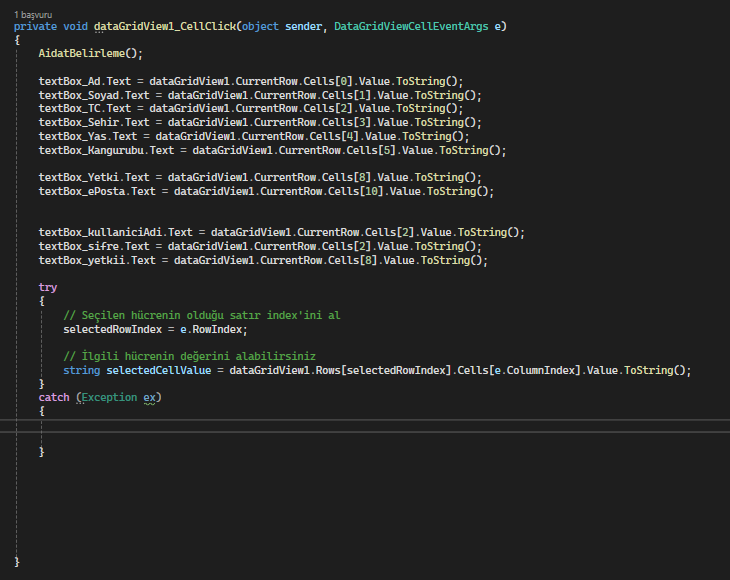 1 başvuru
private void dataGridView1_CellClick(object sender, DataGridViewCellEventArgs e)
{
AidatBelirleme();
textBox_Ad.Text = dataGridView1.CurrentRow.Cells[0].Value.ToString();
textBox_Soyad.Text = dataGridView1.CurrentRow.Cells[1].Value.ToString();
textBox_TC.Text = dataGridView1.CurrentRow.Cells[2].Value.ToString();
textBox_Sehir.Text = dataGridView1.CurrentRow.Cells[3].Value.ToString();
textBox_Yas.Text = dataGridView1.CurrentRow.Cells[4].Value.ToString();
textBox_Kangurubu.Text = dataGridView1.CurrentRow.Cells[5].Value.ToString();
textBox_Yetki.Text = dataGridView1.CurrentRow.Cells[8].Value.ToString();
textBox_ePosta.Text = dataGridView1.CurrentRow.Cells[10].Value.ToString();
textBox_kullaniciAdi.Text = dataGridView1.CurrentRow.Cells[2].Value.ToString();
textBox_sifre.Text = dataGridView1.CurrentRow.Cells[2].Value.ToString();
textBox_yetkii.Text = dataGridView1.CurrentRow.Cells[8].Value.ToString();
try
{
// Seçilen hücrenin olduğu satır index'ini al
selectedRowIndex = e.RowIndex;
// İlgili hücrenin değerini alabilirsiniz
string selectedCellValue = dataGridView1.Rows[selectedRowIndex].Cells[e.ColumnIndex].Value.ToString();
}
catch (Exception ex)
{
}
}